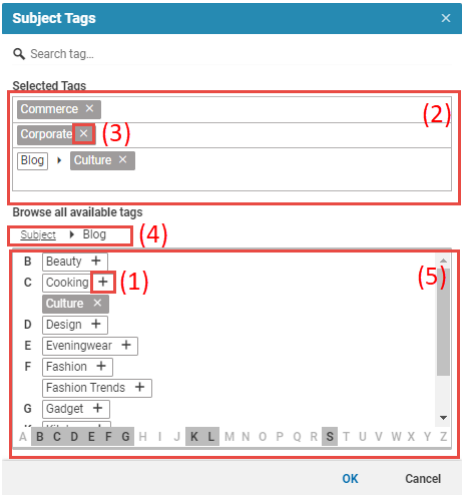 Subject Tags ×
Search tag...
Selected Tags
Commerce × (2)
Corporate × (3)
Blog Culture ×
Browse all available tags
Subject Blog (4)
B Beauty + (5)
C Cooking + (1)
Culture ×
D Design +
E Eveningwear +
F Fashion +
Fashion Trends +
G Gadget +
A B C D E F G H I J K L M N O P Q R S T U V W X Y Z
OK Cancel